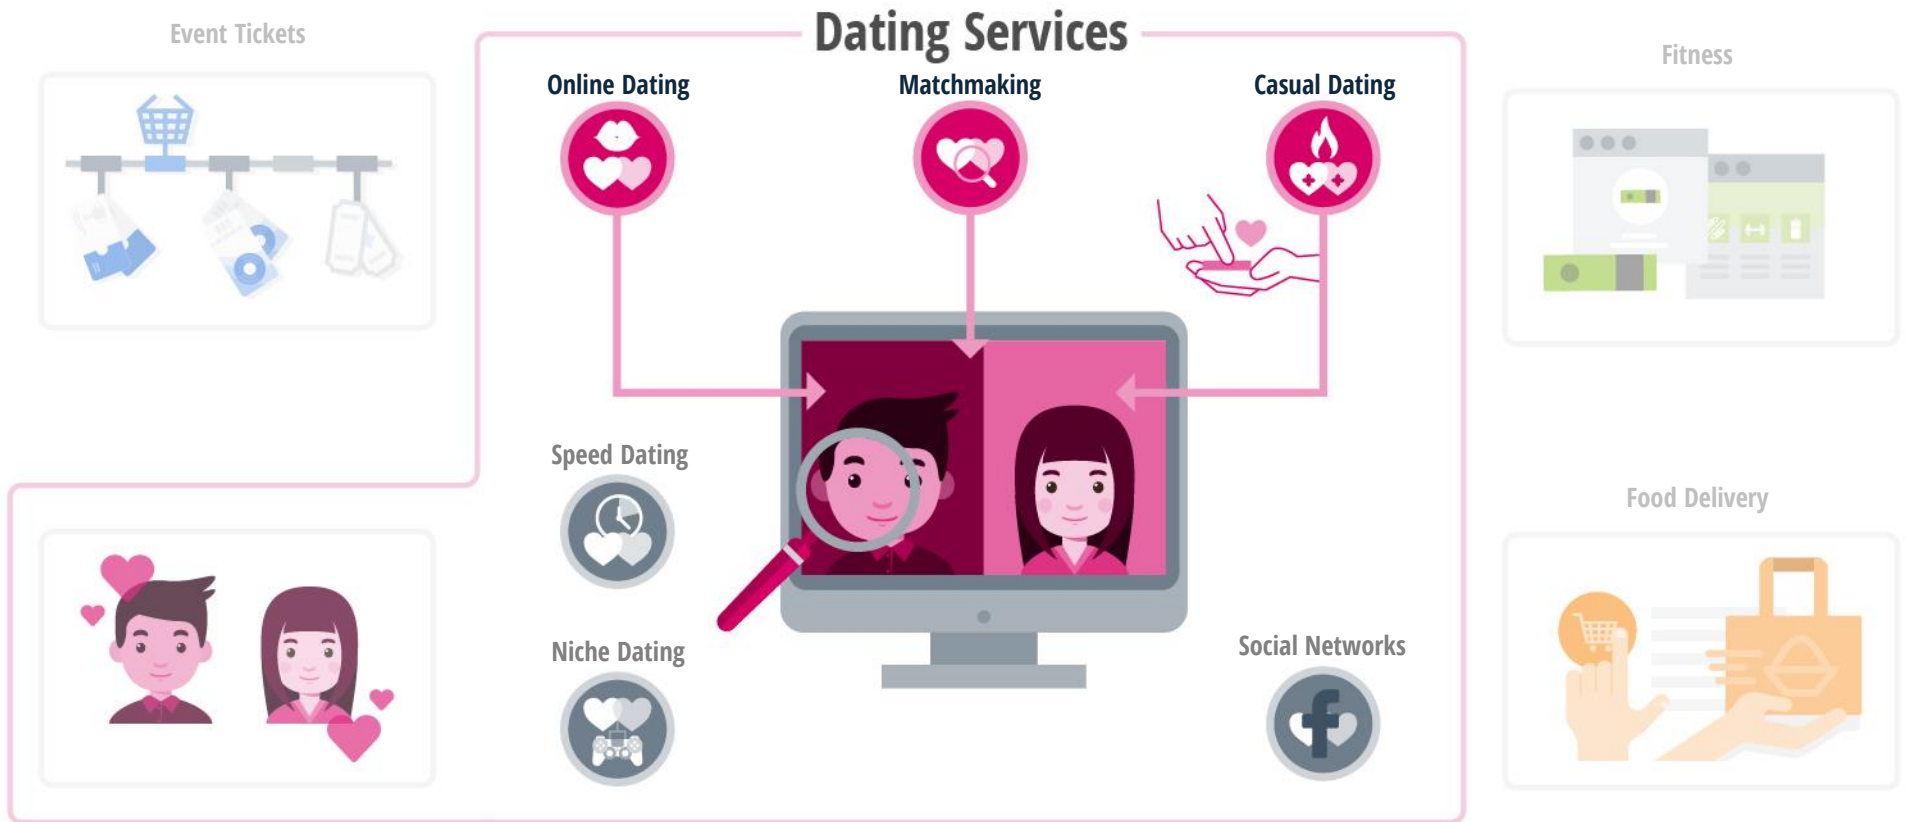 Dating Services
Event Tickets
Online Dating
Matchmaking
Casual Dating
Fitness
Speed Dating
Food Delivery
Niche Dating
Social Networks